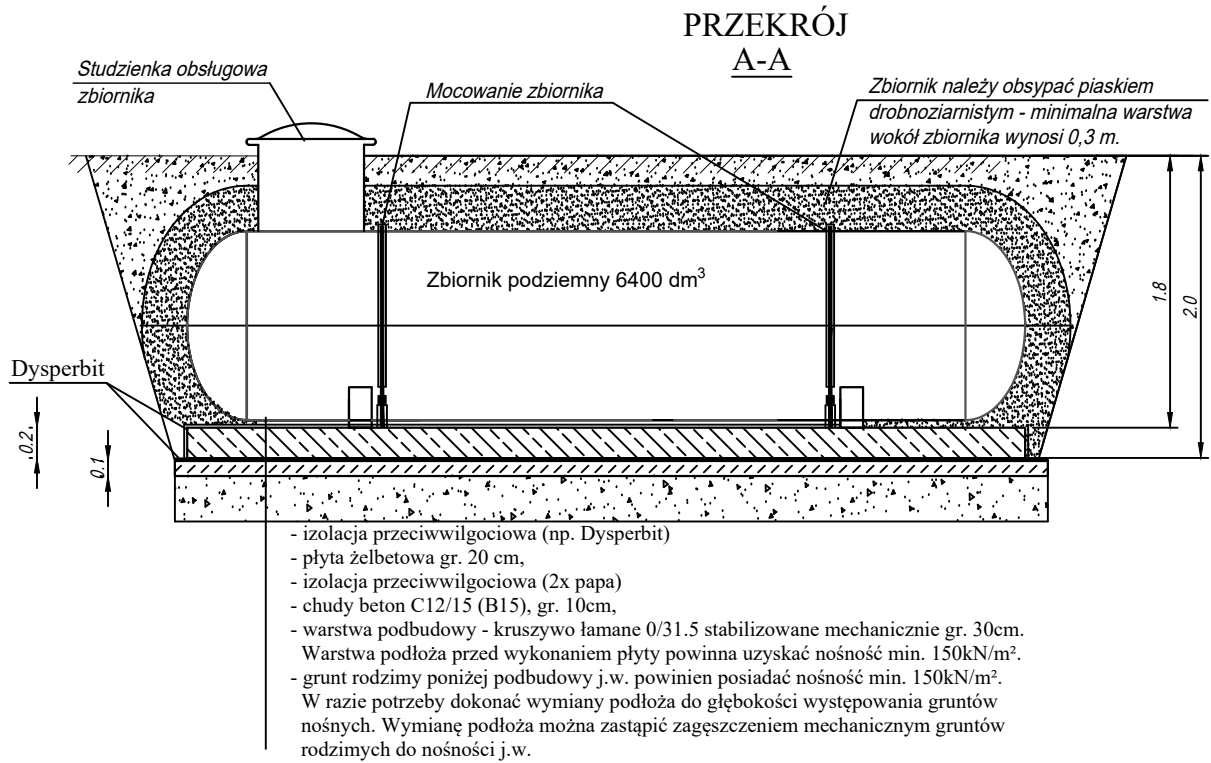 PRZEKRÓJ
A-A
Studzienka obsługowa
zbiornika
Mocowanie zbiornika
Zbiornik należy obsypać piaskiem
drobnoziarnistym - minimalna warstwa
wokół zbiornika wynosi 0,3 m.
Zbiornik podziemny 6400 dm³
1.8
2.0
Dysperbit
0.2
0.1
- izolacja przeciwwilgociowa (np. Dysperbit)
- płyta żelbetowa gr. 20 cm,
- izolacja przeciwwilgociowa (2x papa)
- chudy beton C12/15 (B15), gr. 10cm,
- warstwa podbudowy - kruszywo łamane 0/31.5 stabilizowane mechanicznie gr. 30cm.
Warstwa podłoża przed wykonaniem płyty powinna uzyskać nośność min. 150kN/m².
- grunt rodzimy poniżej podbudowy j.w. powinien posiadać nośność min. 150kN/m².
W razie potrzeby dokonać wymiany podłoża do głębokości występowania gruntów
nośnych. Wymianę podłoża można zastąpić zagęszczeniem mechanicznym gruntów
rodzimych do nośności j.w.